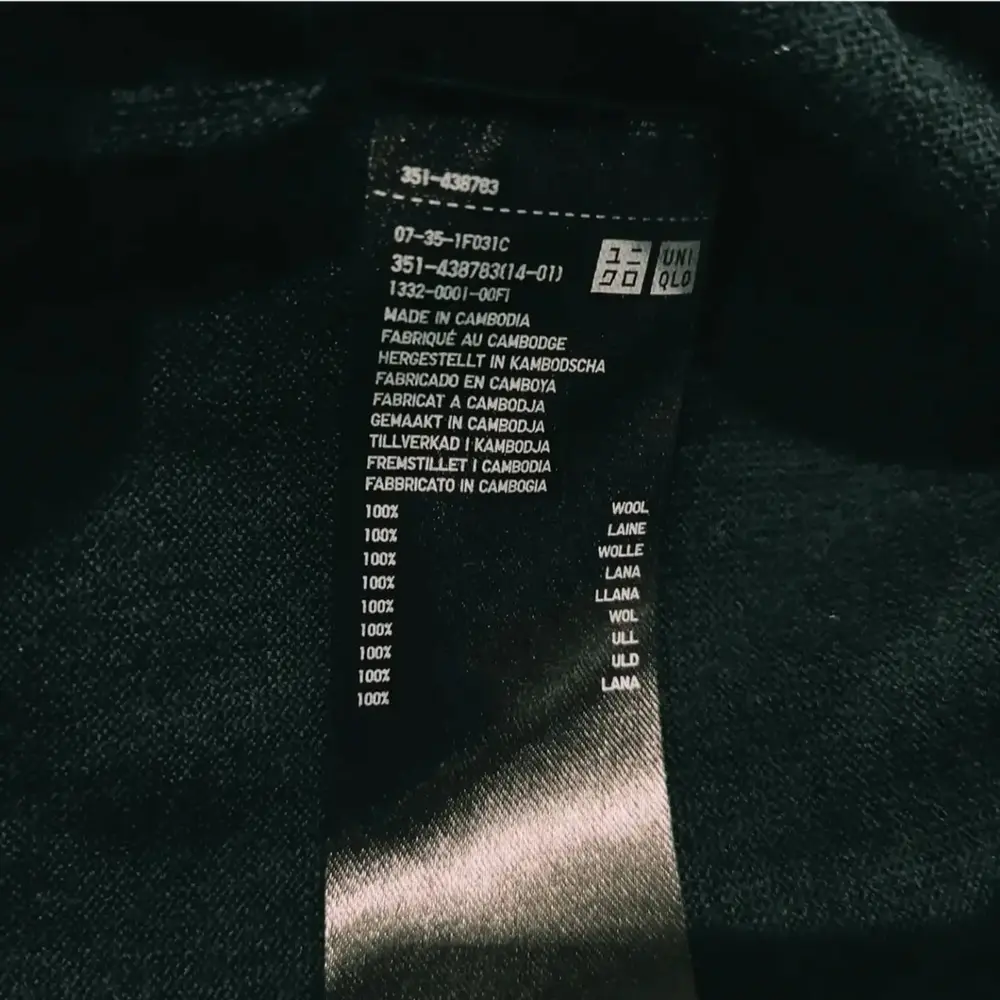 351-438783
07-35-1F031C
351-438783(14-01)
1332-0001-00F1
ユニ
クロ
UNI
QLO
MADE IN CAMBODIA
FABRIQUÉ AU CAMBODGE
HERGESTELLT IN KAMBODSCHA
FABRICADO EN CAMBOYA
FABRICAT A CAMBODJA
GEMAAKT IN CAMBODJA
TILLVERKAD I KAMBODJA
FREMSTILLET I CAMBODIA
FABBRICATO IN CAMBOGIA
100% WOOL
100% LAINE
100% WOLLE
100% LANA
100% LLANA
100% WOL
100% ULL
100% ULD
100% LANA